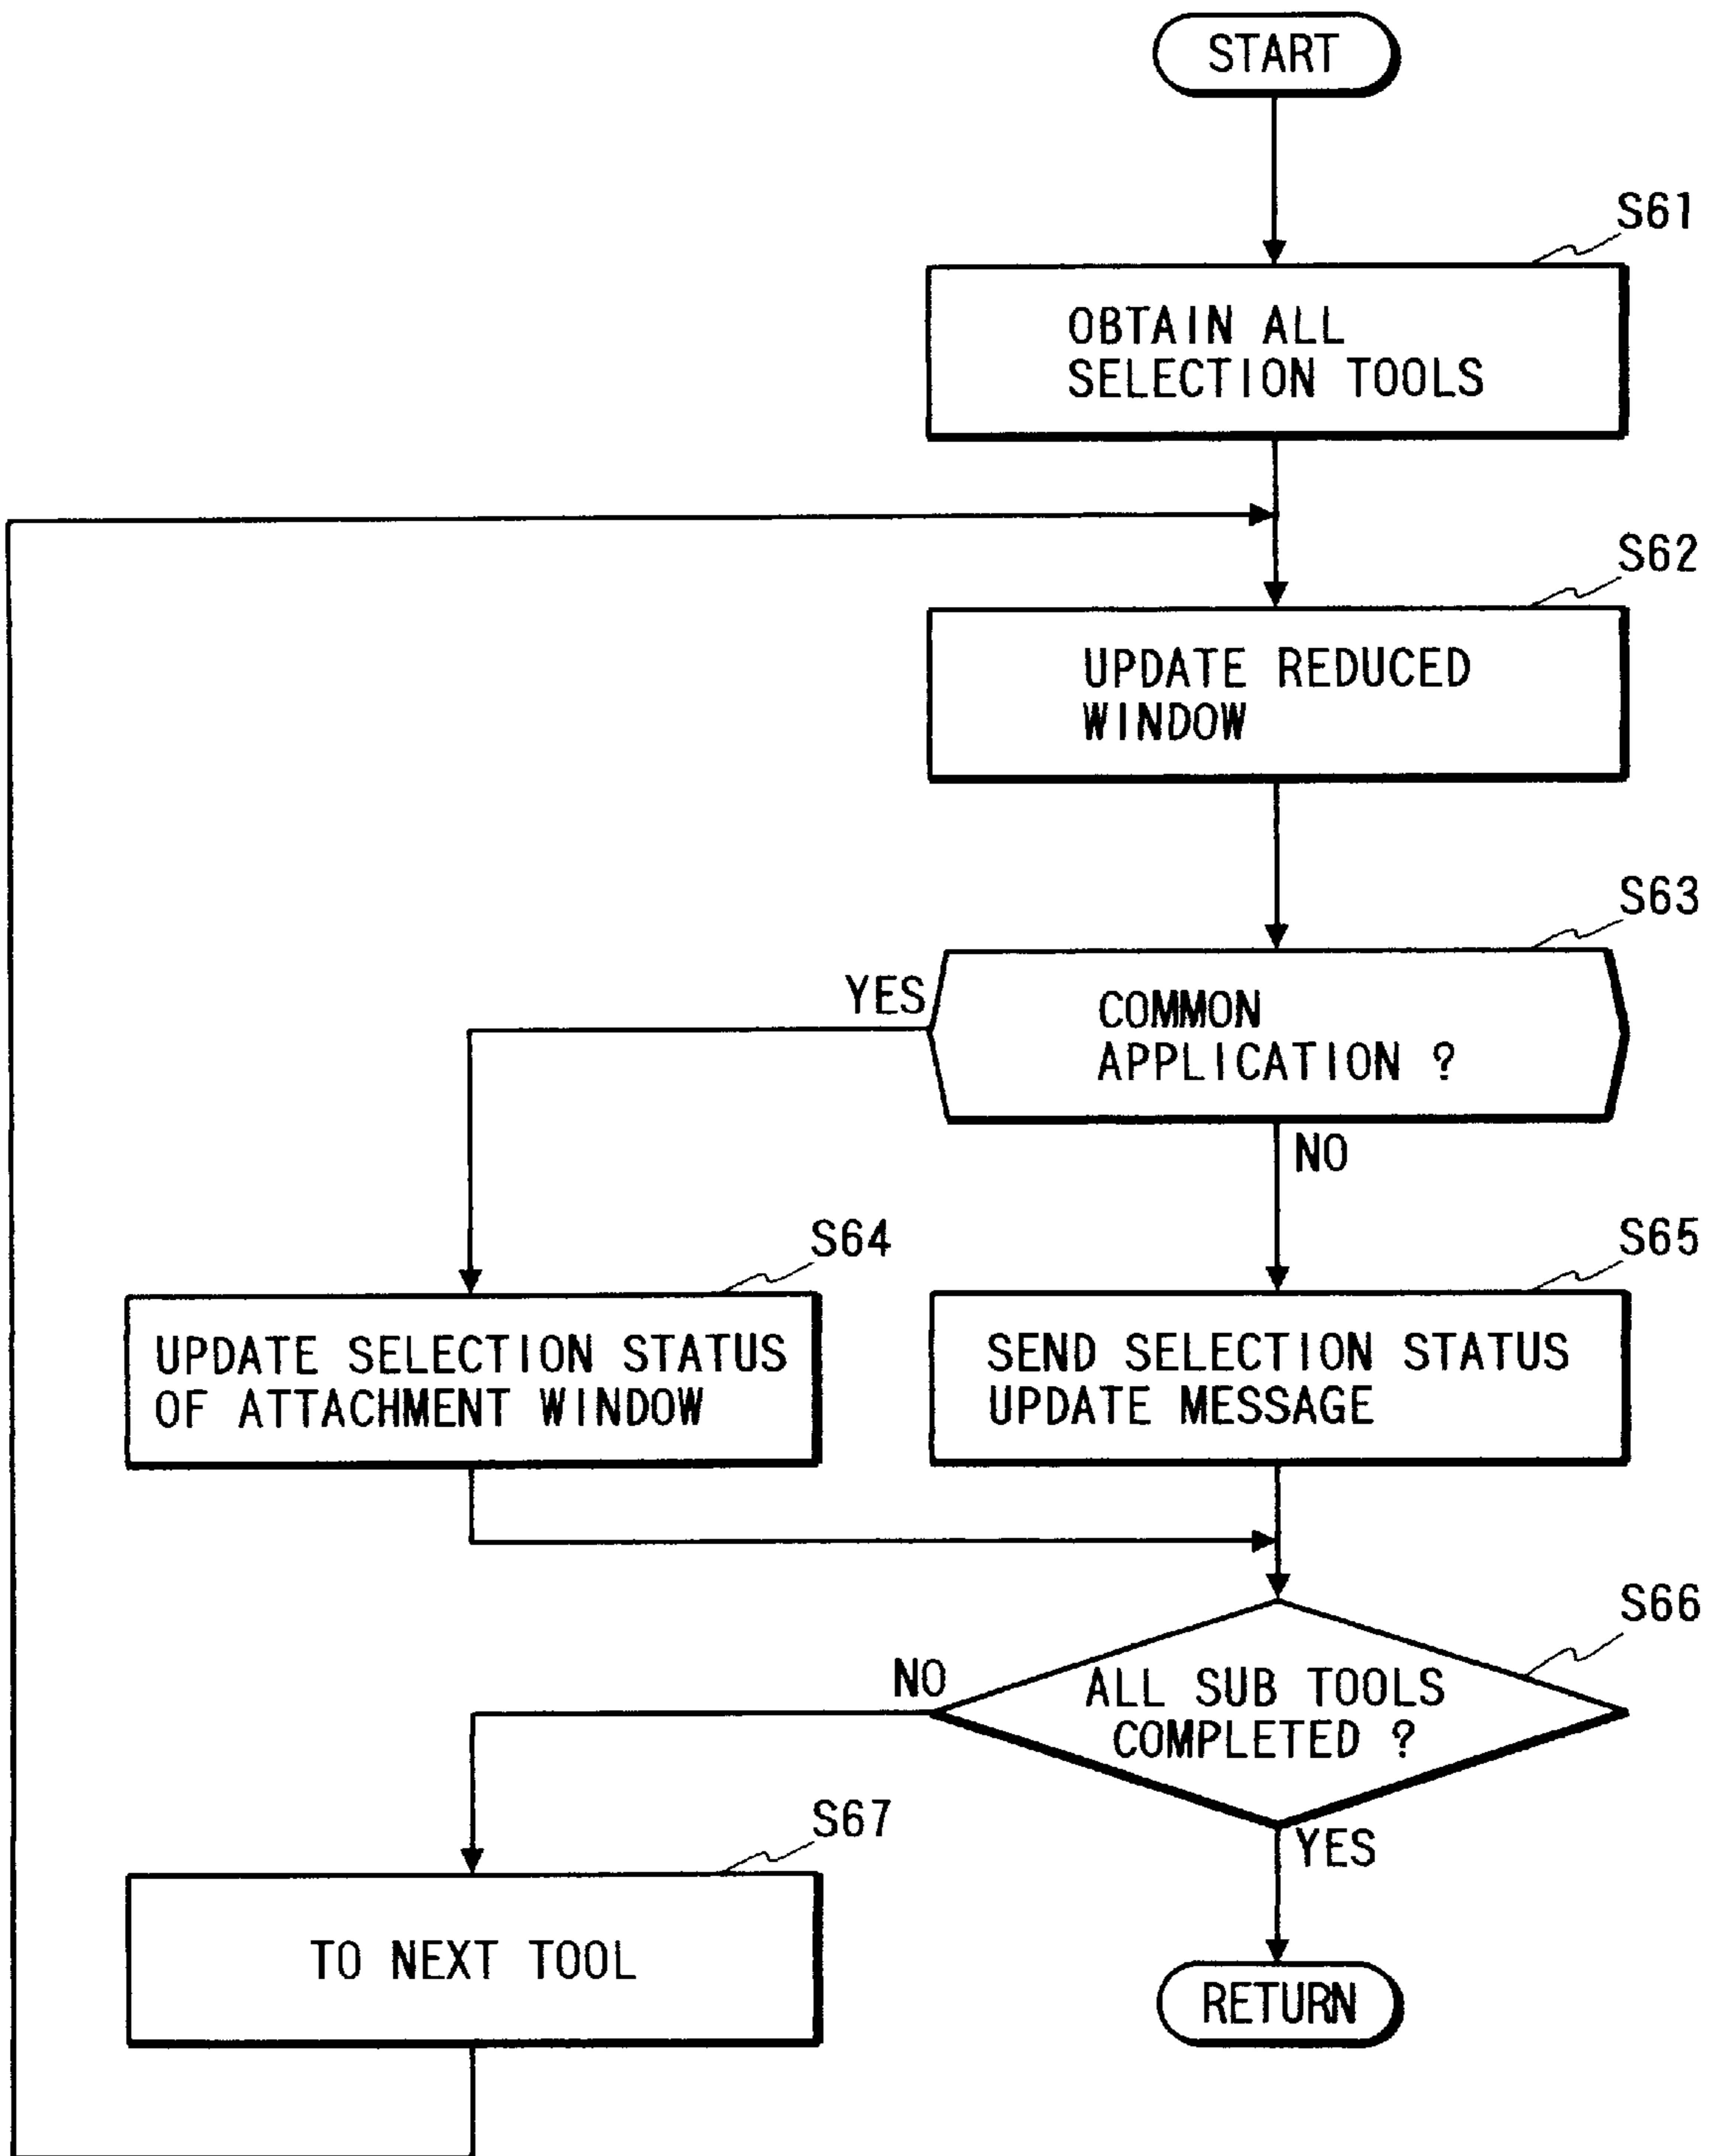 START
S61
OBTAIN ALL
SELECTION TOOLS
S62
UPDATE REDUCED
WINDOW
S63
YES
COMMON
APPLICATION ?
NO
S64
S65
UPDATE SELECTION STATUS
OF ATTACHMENT WINDOW
SEND SELECTION STATUS
UPDATE MESSAGE
S66
NO
ALL SUB TOOLS
COMPLETED ?
S67
YES
TO NEXT TOOL
RETURN